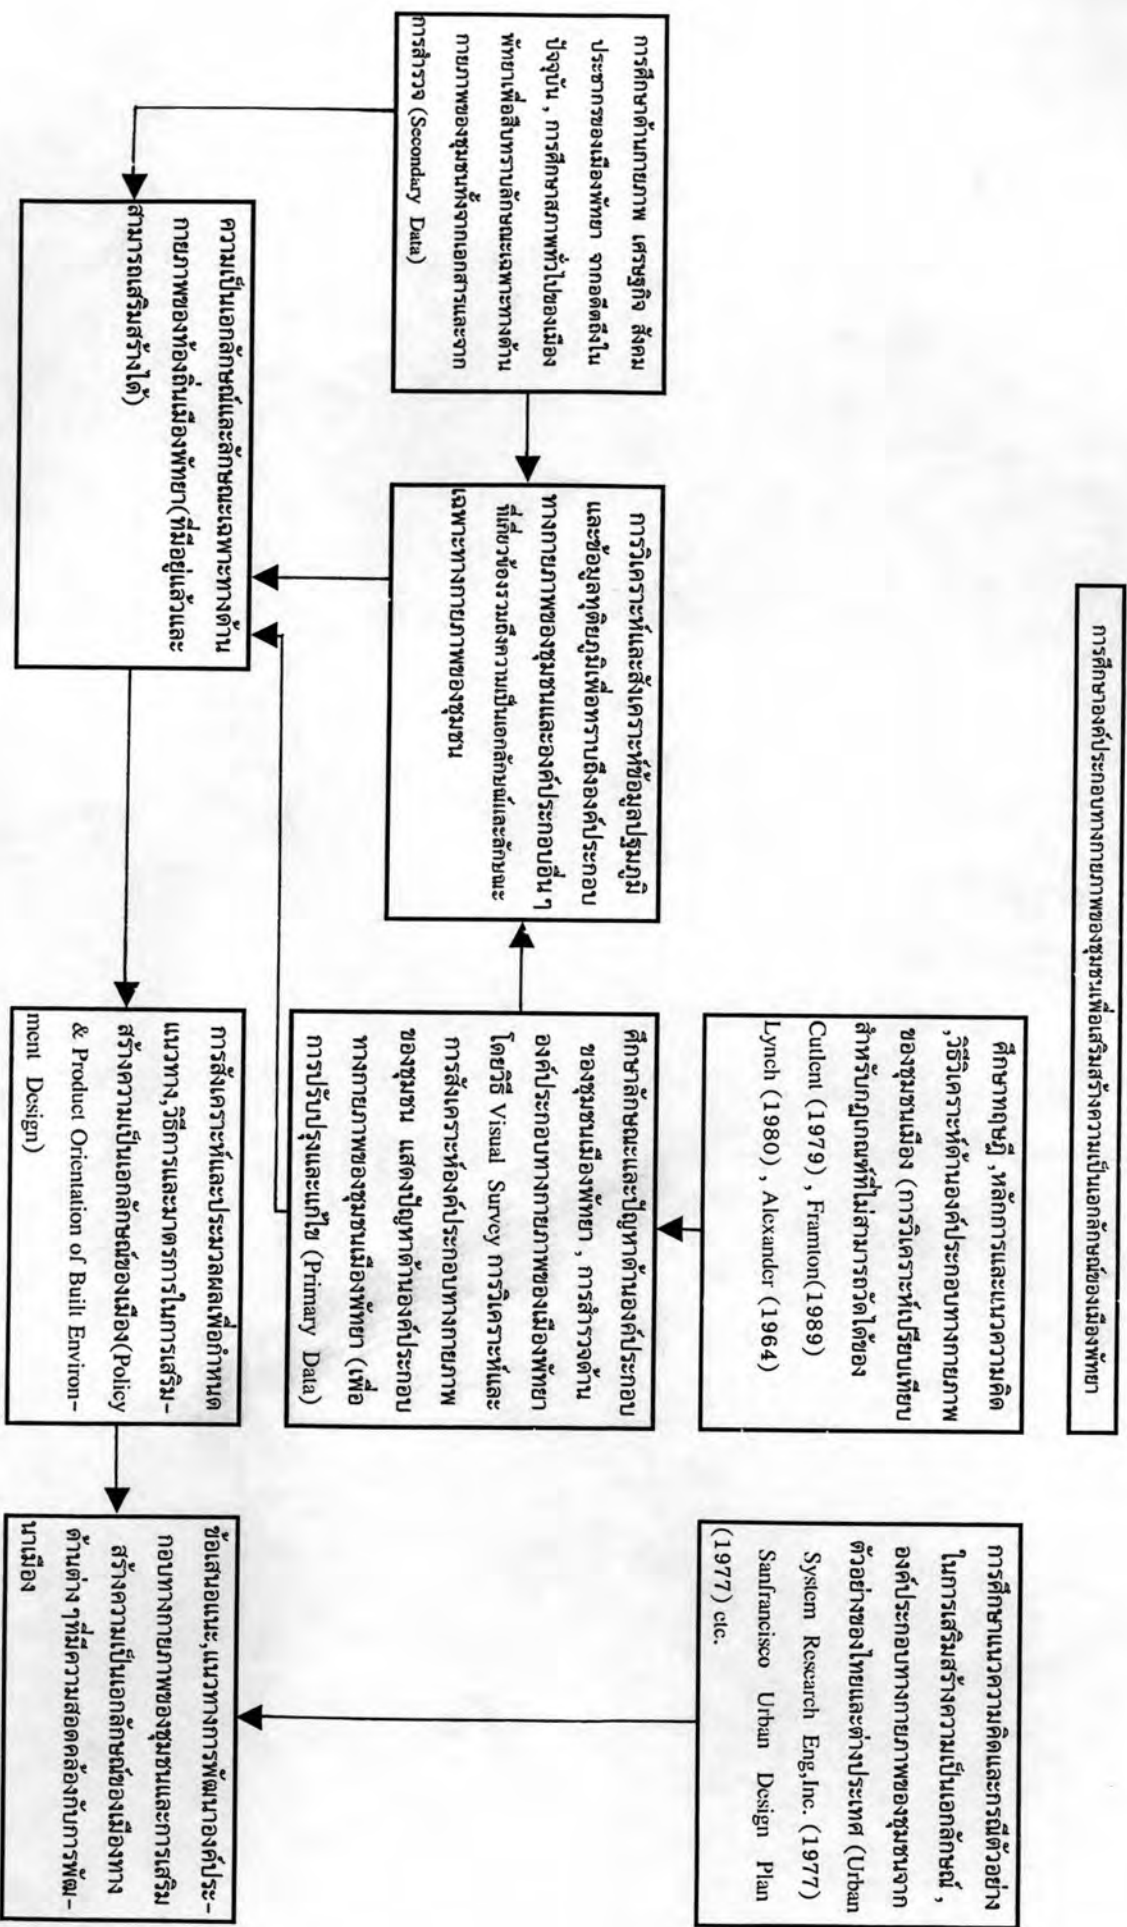 การศึกษาองค์ประกอบทางกายภาพของชุมชนเพื่อเสริมสร้างความเป็นเอกลักษณ์ของเมืองพัทยา
การศึกษาด้านกายภาพ เศรษฐกิจ สังคม
ประชากรของเมืองพัทยา จากอดีตถึงใน
ปัจจุบัน , การศึกษาสภาพทั่วไปของเมือง
พัทยาเพื่อสืบทราบลักษณะเฉพาะทางด้าน
กายภาพของชุมชนทั้งจากเอกสารและจาก
การสำรวจ (Secondary Data)
การวิเคราะห์และสังเคราะห์ข้อมูลปฐมภูมิ
และข้อมูลทุติยภูมิเพื่อทราบถึงองค์ประกอบ
ทางกายภาพของชุมชนและองค์ประกอบอื่น ๆ
ที่เกี่ยวข้องรวมถึงความเป็นเอกลักษณ์และลักษณะ
เฉพาะทางกายภาพของชุมชน
ศึกษาทฤษฎี ,หลักการและแนวความคิด
,วิธีวิเคราะห์ด้านองค์ประกอบทางกายภาพ
ของชุมชนเมือง (การวิเคราะห์เปรียบเทียบ
สำหรับกฎเกณฑ์ที่ไม่สามารถวัดได้ของ
Cutlent (1979) , Framton(1989)
Lynch (1980) , Alexander (1964)
การศึกษาแนวความคิดและกรณีตัวอย่าง
ในการเสริมสร้างความเป็นเอกลักษณ์ ,
องค์ประกอบทางกายภาพของชุมชนจาก
ตัวอย่างของไทยและต่างประเทศ (Urban
System Research Eng,Inc. (1977)
Sanfrancisco Urban Design Plan
(1977) etc.
ศึกษาลักษณะและปัญหาด้านองค์ประกอบ
ของชุมชนเมืองพัทยา , การสำรวจด้าน
องค์ประกอบทางกายภาพของเมืองพัทยา
โดยวิธี Visual Survey การวิเคราะห์และ
การสังเคราะห์องค์ประกอบทางกายภาพ
ของชุมชน แสดงปัญหาด้านองค์ประกอบ
ทางกายภาพของชุมชนเมืองพัทยา (เพื่อ
การปรับปรุงและแก้ไข (Primary Data)
ความเป็นเอกลักษณ์และลักษณะเฉพาะทางด้าน
กายภาพของท้องถิ่นเมืองพัทยา(ที่มีอยู่แล้วและ
สามารถเสริมสร้างได้)
การสังเคราะห์และประมวลผลเพื่อกำหนด
แนวทาง,วิธีการและมาตรการในการเสริม-
สร้างความเป็นเอกลักษณ์ของเมือง(Policy
& Product Orientation of Built Environ-
ment Design)
ข้อเสนอแนะ,แนวทางการพัฒนาองค์ประ-
กอบทางกายภาพของชุมชนและการเสริม
สร้างความเป็นเอกลักษณ์ของเมืองทาง
ด้านต่าง ๆที่มีความสอดคล้องกับการพัฒ-
นาเมือง